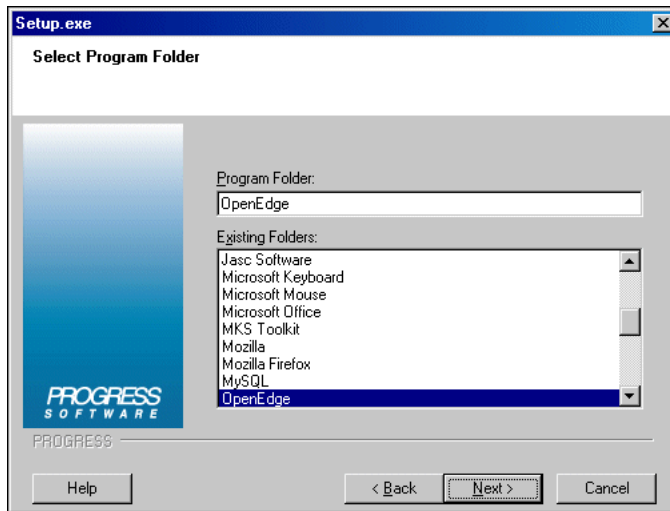 Setup.exe
Select Program Folder
Program Folder:
OpenEdge
Existing Folders:
Jasc Software
Microsoft Keyboard
Microsoft Mouse
Microsoft Office
MKS Toolkit
Mozilla
Mozilla Firefox
MySQL
OpenEdge
PROGRESS
SOFTWARE
PROGRESS
Help
< Back
Next >
Cancel